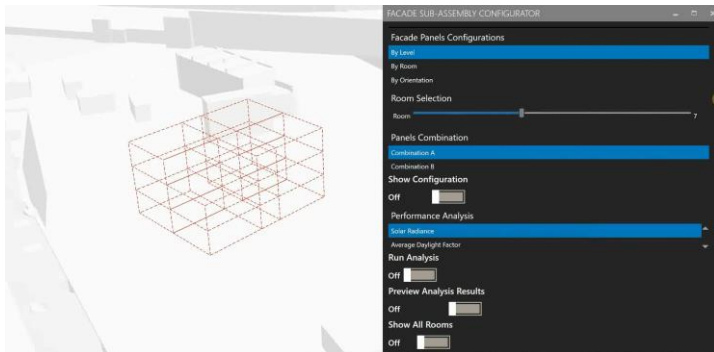 FACADE SUB-ASSEMBLY CONFIGURATOR
Facade Panels Configurations
By Level
By Room
By Orientation
Room Selection
Room 7
Panels Combination
Combination A
Combination B
Show Configuration
Off
Performance Analysis
Solar Radiance
Average Daylight Factor
Run Analysis
Off
Preview Analysis Results
Off
Show All Rooms
Off